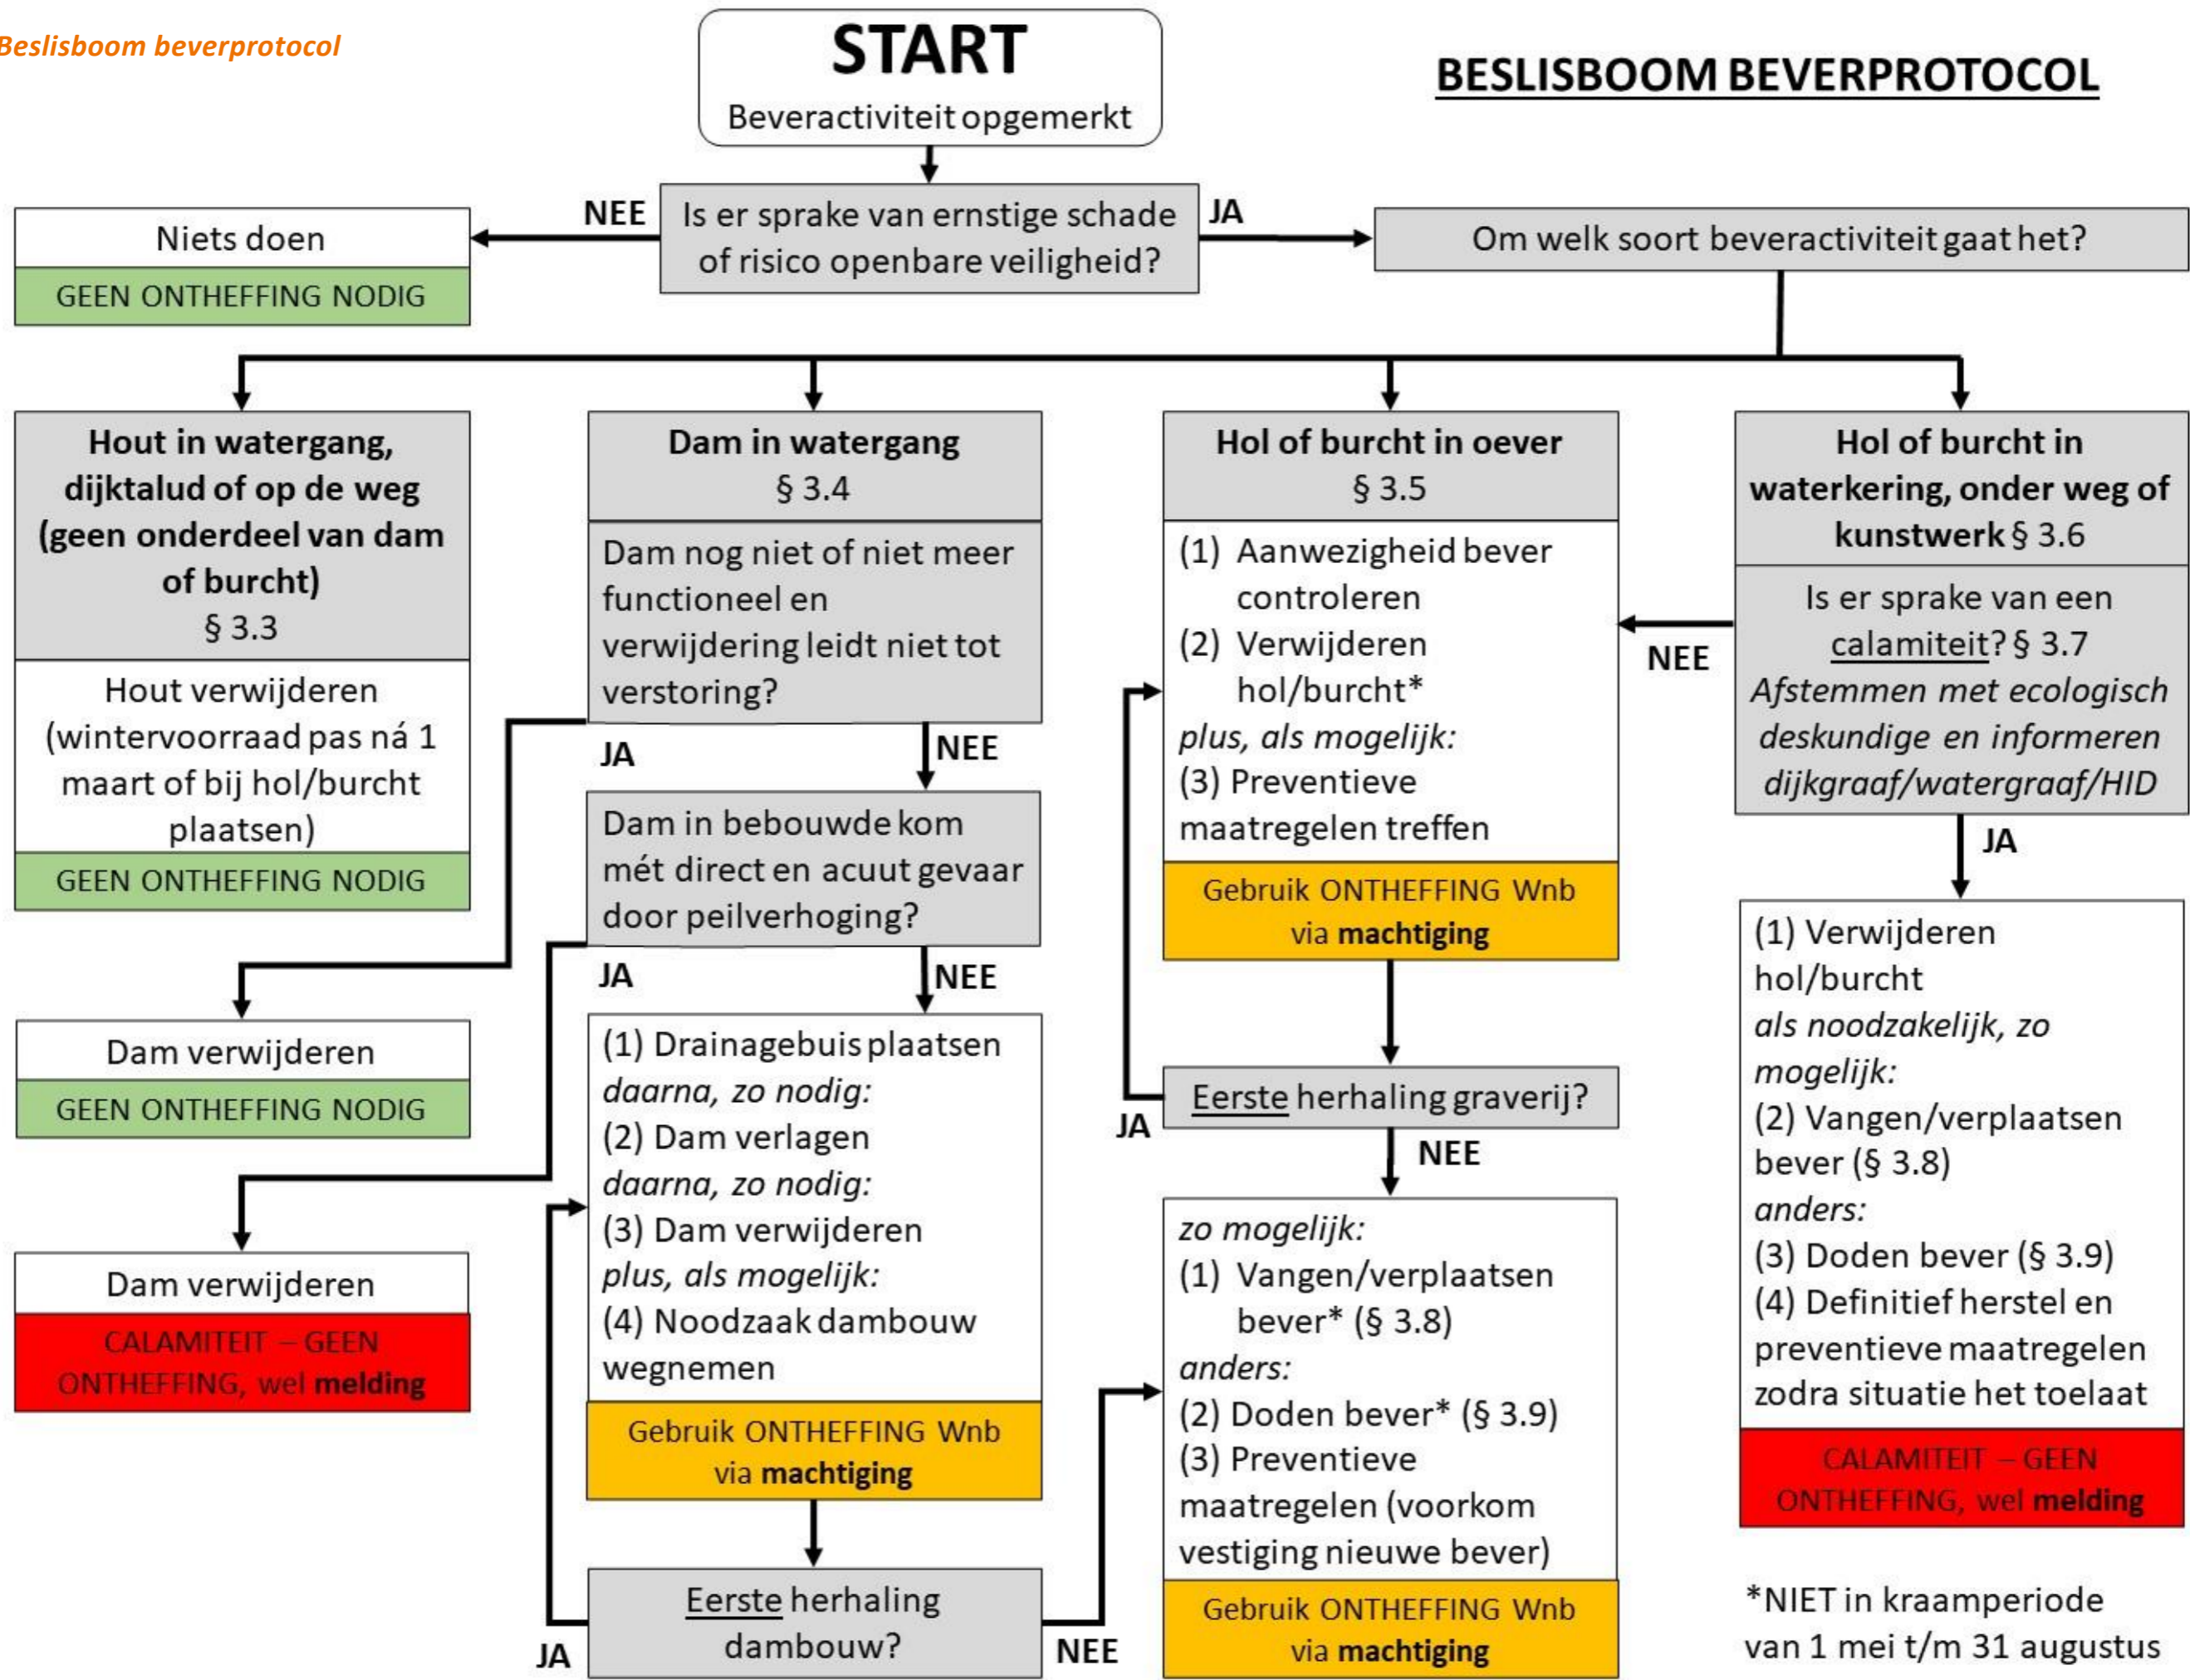 Beslisboom beverprotocol
BESLISBOOM BEVERPROTOCOL
START
Beveractiviteit opgemerkt
Is er sprake van ernstige schade
of risico openbare veiligheid?
NEE
JA
Niets doen
GEEN ONTHEFFING NODIG
Om welk soort beveractiviteit gaat het?
Hout in watergang,
dijktalud of op de weg
(geen onderdeel van dam
of burcht)
§ 3.3
Hout verwijderen
(wintervoorraad pas ná 1
maart of bij hol/burcht
plaatsen)
GEEN ONTHEFFING NODIG
Dam in watergang
§ 3.4
Dam nog niet of niet meer
functioneel en
verwijdering leidt niet tot
verstoring?
JA
NEE
Dam in bebouwde kom
mét direct en acuut gevaar
door peilverhoging?
JA
NEE
Dam verwijderen
GEEN ONTHEFFING NODIG
Dam verwijderen
CALAMITEIT – GEEN
ONTHEFFING, wel melding
(1) Drainagebuis plaatsen
daarna, zo nodig:
(2) Dam verlagen
daarna, zo nodig:
(3) Dam verwijderen
plus, als mogelijk:
(4) Noodzaak dambouw
wegnemen
Gebruik ONTHEFFING Wnb
via machtiging
Eerste herhaling
dambouw?
JA
NEE
Hol of burcht in oever
§ 3.5
(1) Aanwezigheid bever
controleren
(2) Verwijderen
hol/burcht*
plus, als mogelijk:
(3) Preventieve
maatregelen treffen
Gebruik ONTHEFFING Wnb
via machtiging
Eerste herhaling graverij?
JA
NEE
zo mogelijk:
(1) Vangen/verplaatsen
bever* (§ 3.8)
anders:
(2) Doden bever* (§ 3.9)
(3) Preventieve
maatregelen (voorkom
vestiging nieuwe bever)
Gebruik ONTHEFFING Wnb
via machtiging
Hol of burcht in
waterkering, onder weg of
kunstwerk § 3.6
Is er sprake van een
calamiteit? § 3.7
Afstemmen met ecologisch
deskundige en informeren
dijkgraaf/watergraaf/HID
NEE
JA
(1) Verwijderen
hol/burcht
als noodzakelijk, zo
mogelijk:
(2) Vangen/verplaatsen
bever (§ 3.8)
anders:
(3) Doden bever (§ 3.9)
(4) Definitief herstel en
preventieve maatregelen
zodra situatie het toelaat
CALAMITEIT – GEEN
ONTHEFFING, wel melding
*NIET in kraamperiode
van 1 mei t/m 31 augustus